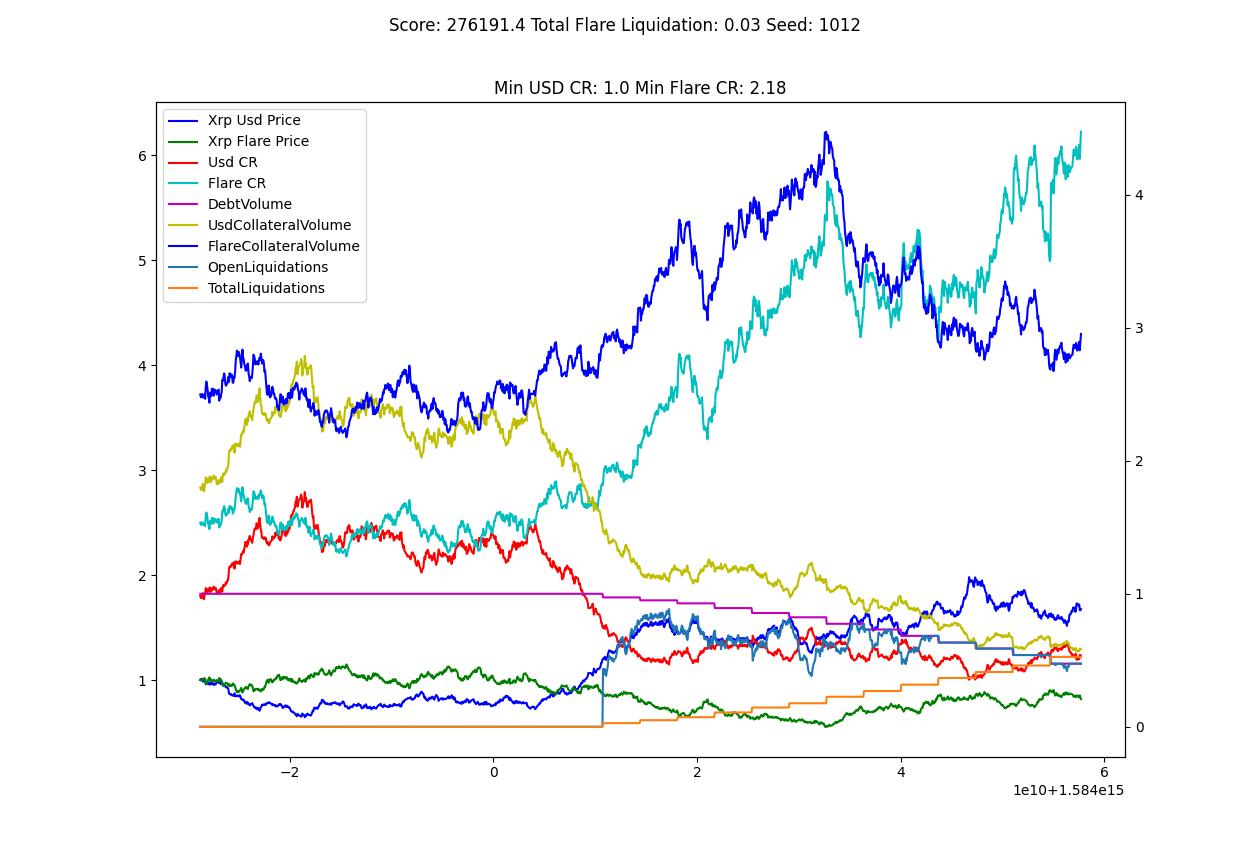 Score: 276191.4 Total Flare Liquidation: 0.03 Seed: 1012
Min USD CR: 1.0 Min Flare CR: 2.18
Xrp Usd Price
Xrp Flare Price
Usd CR
Flare CR
DebtVolume
UsdCollateralVolume
FlareCollateralVolume
OpenLiquidations
TotalLiquidations
6
5
4
3
2
1
4
3
2
1
0
−2
0
2
4
6
1e10+1.584e15